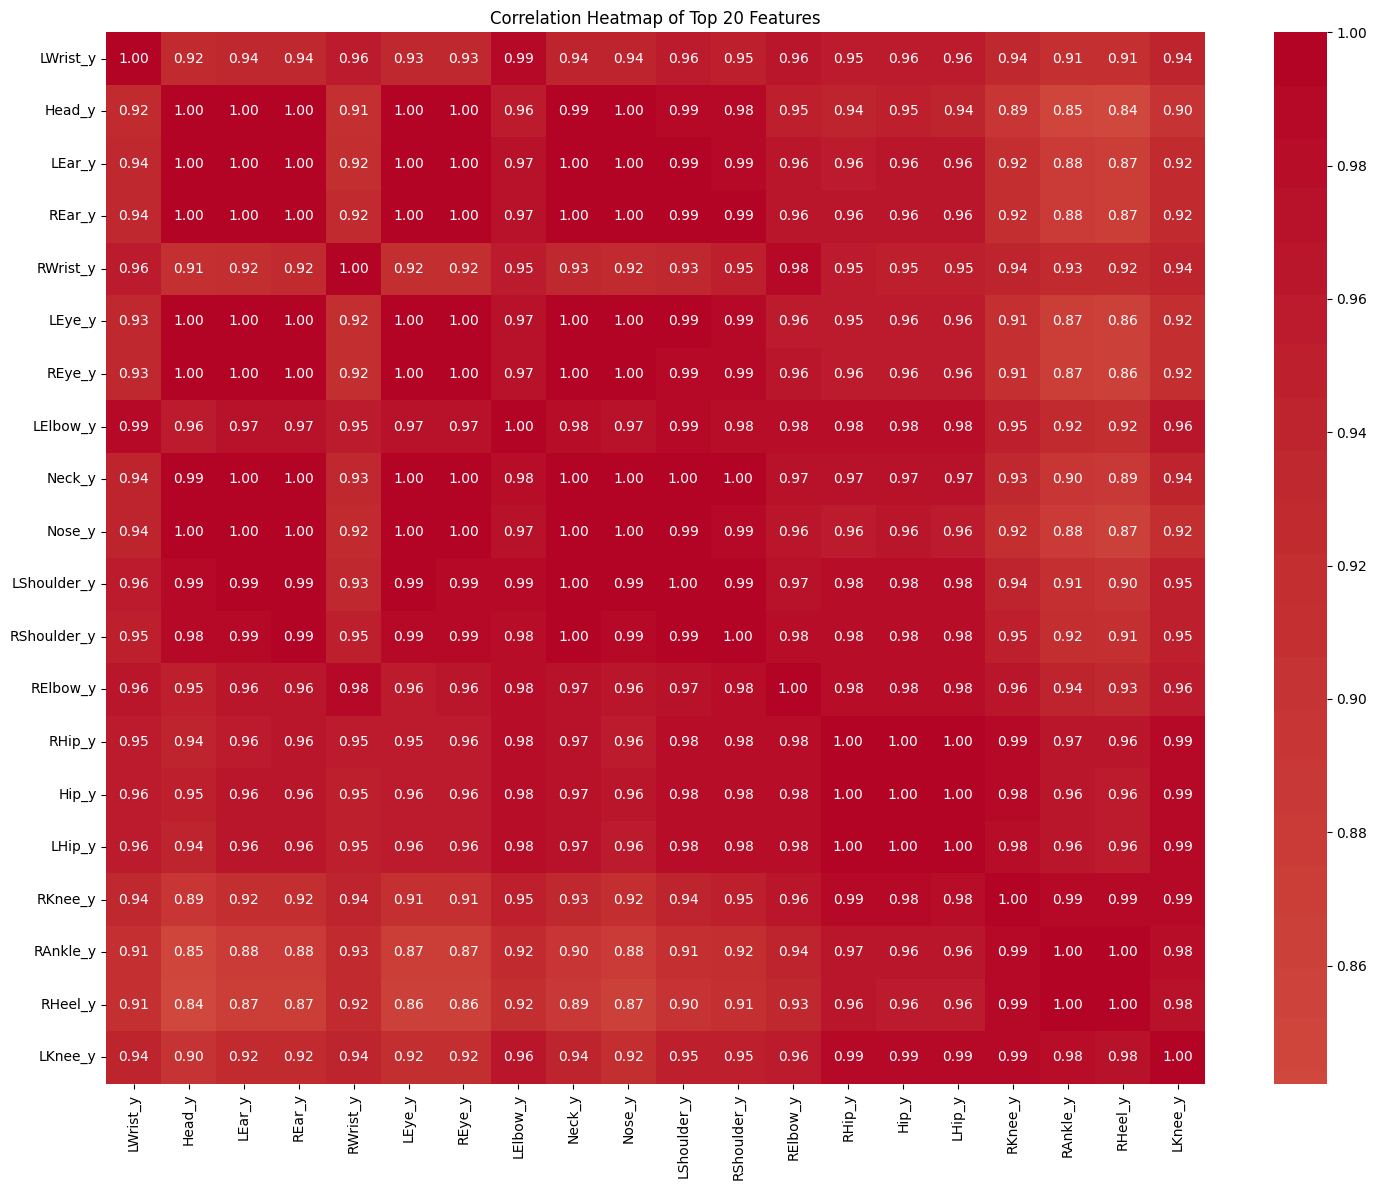 Correlation Heatmap of Top 20 Features
LWrist_y 1.00 0.92 0.94 0.94 0.96 0.93 0.93 0.99 0.94 0.94 0.96 0.95 0.96 0.95 0.96 0.96 0.94 0.91 0.91 0.94
Head_y 0.92 1.00 1.00 1.00 0.91 1.00 1.00 0.96 0.99 1.00 0.99 0.98 0.95 0.94 0.95 0.94 0.89 0.85 0.84 0.90
LEar_y 0.94 1.00 1.00 1.00 0.92 1.00 1.00 0.97 1.00 1.00 0.99 0.99 0.96 0.96 0.96 0.96 0.92 0.88 0.87 0.92
REar_y 0.94 1.00 1.00 1.00 0.92 1.00 1.00 0.97 1.00 1.00 0.99 0.99 0.96 0.96 0.96 0.96 0.92 0.88 0.87 0.92
RWrist_y 0.96 0.91 0.92 0.92 1.00 0.92 0.92 0.95 0.93 0.92 0.93 0.95 0.98 0.95 0.95 0.95 0.94 0.93 0.92 0.94
LEye_y 0.93 1.00 1.00 1.00 0.92 1.00 1.00 0.97 1.00 1.00 0.99 0.99 0.96 0.95 0.96 0.96 0.91 0.87 0.86 0.92
REye_y 0.93 1.00 1.00 1.00 0.92 1.00 1.00 0.97 1.00 1.00 0.99 0.99 0.96 0.96 0.96 0.96 0.91 0.87 0.86 0.92
LElbow_y 0.99 0.96 0.97 0.97 0.95 0.97 0.97 1.00 0.98 0.97 0.99 0.98 0.98 0.98 0.98 0.98 0.95 0.92 0.92 0.96
Neck_y 0.94 0.99 1.00 1.00 0.93 1.00 1.00 0.98 1.00 1.00 1.00 1.00 0.97 0.97 0.97 0.97 0.93 0.90 0.89 0.94
Nose_y 0.94 1.00 1.00 1.00 0.92 1.00 1.00 0.97 1.00 1.00 0.99 0.99 0.96 0.96 0.96 0.96 0.92 0.88 0.87 0.92
LShoulder_y 0.96 0.99 0.99 0.99 0.93 0.99 0.99 0.99 1.00 0.99 1.00 0.99 0.97 0.98 0.98 0.98 0.94 0.91 0.90 0.95
RShoulder_y 0.95 0.98 0.99 0.99 0.95 0.99 0.99 0.98 1.00 0.99 0.99 1.00 0.98 0.98 0.98 0.98 0.95 0.92 0.91 0.95
RElbow_y 0.96 0.95 0.96 0.96 0.98 0.96 0.96 0.98 0.97 0.96 0.97 0.98 1.00 0.98 0.98 0.98 0.96 0.94 0.93 0.96
RHip_y 0.95 0.94 0.96 0.96 0.95 0.95 0.96 0.98 0.97 0.96 0.98 0.98 0.98 1.00 1.00 1.00 0.99 0.97 0.96 0.99
Hip_y 0.96 0.95 0.96 0.96 0.95 0.96 0.96 0.98 0.97 0.96 0.98 0.98 0.98 1.00 1.00 1.00 0.98 0.96 0.96 0.99
LHip_y 0.96 0.94 0.96 0.96 0.95 0.96 0.96 0.98 0.97 0.96 0.98 0.98 0.98 1.00 1.00 1.00 0.98 0.96 0.96 0.99
RKnee_y 0.94 0.89 0.92 0.92 0.94 0.91 0.91 0.95 0.93 0.92 0.94 0.95 0.96 0.99 0.98 0.98 1.00 0.99 0.99 0.99
RAnkle_y 0.91 0.85 0.88 0.88 0.93 0.87 0.87 0.92 0.90 0.88 0.91 0.92 0.94 0.97 0.96 0.96 0.99 1.00 1.00 0.98
RHeel_y 0.91 0.84 0.87 0.87 0.92 0.86 0.86 0.92 0.89 0.87 0.90 0.91 0.93 0.96 0.96 0.96 0.99 1.00 1.00 0.98
LKnee_y 0.94 0.90 0.92 0.92 0.94 0.92 0.92 0.96 0.94 0.92 0.95 0.95 0.96 0.99 0.99 0.99 0.99 0.98 0.98 1.00
LWrist_y Head_y LEar_y REar_y RWrist_y LEye_y REye_y LElbow_y Neck_y Nose_y LShoulder_y RShoulder_y RElbow_y RHip_y Hip_y LHip_y RKnee_y RAnkle_y RHeel_y LKnee_y
1.00
0.98
0.96
0.94
0.92
0.90
0.88
0.86